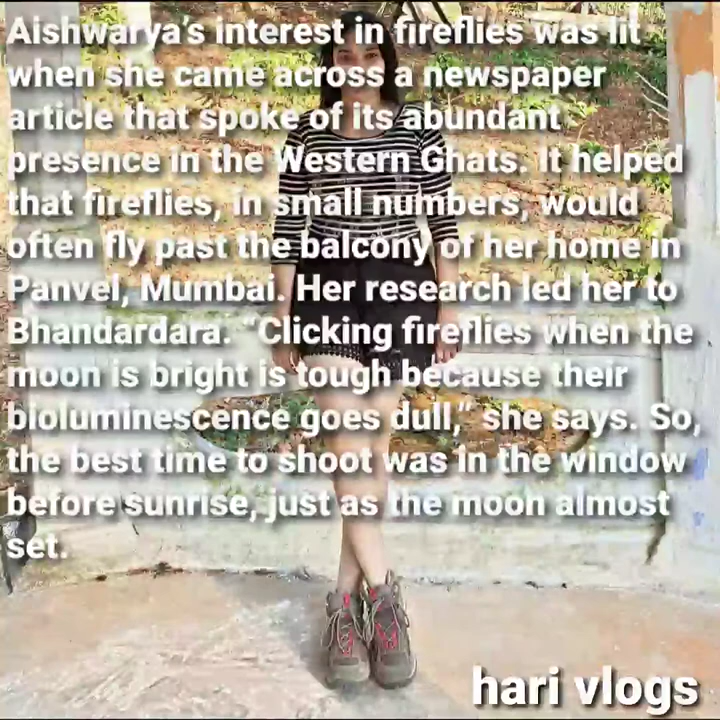 Aishwarya's interest in fireflies was lit
when she came across a newspaper
article that spoke of its abundant
presence in the Western Ghats. It helped
that fireflies, in small numbers, would
often fly past the balcony of her home in
Panvel, Mumbai. Her research led her to
Bhandardara. "Clicking fireflies when the
moon is bright is tough because their
bioluminescence goes dull," she says. So,
the best time to shoot was in the window
before sunrise, just as the moon almost
set.
hari vlogs